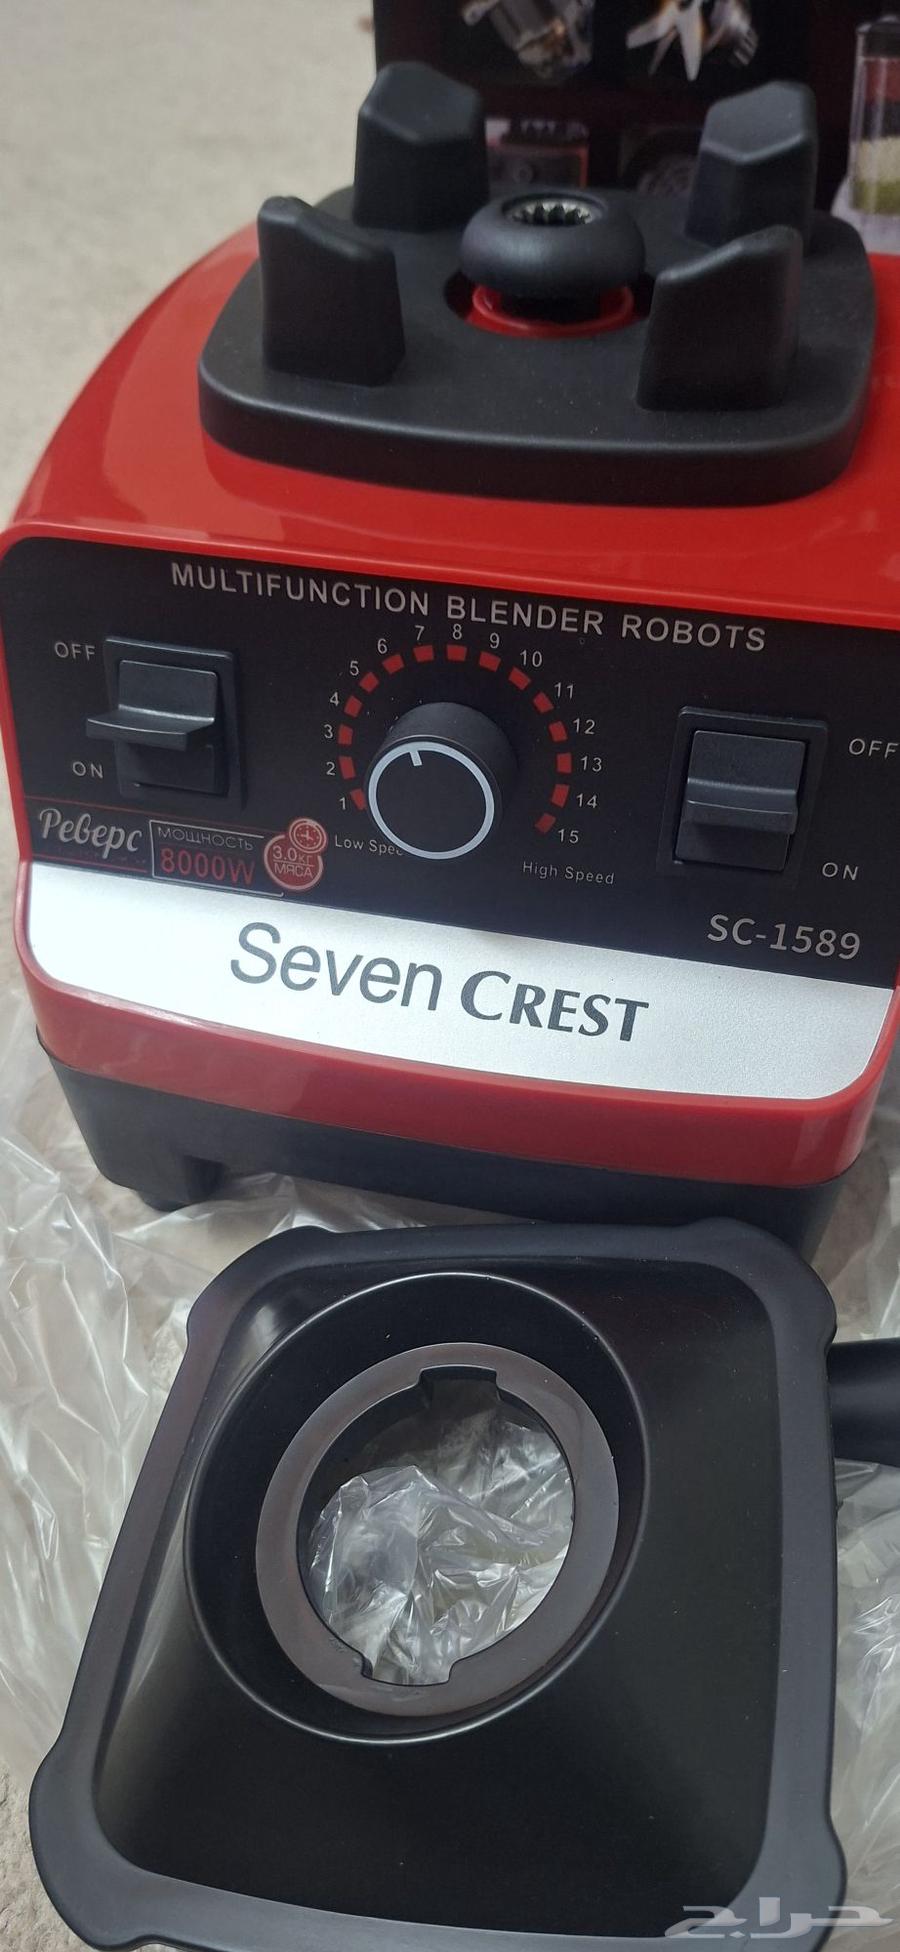 MULTIFUNCTION BLENDER ROBOTS
OFF
ON
1
2
3
4
5
6
7
8
9
10
11
12
13
14
15
Low Spee
High Speed
OFF
ON
Реверс
МОЩНОСТЬ
8000W
3.0кг
МЯСА
SC-1589
Seven CREST
حراج